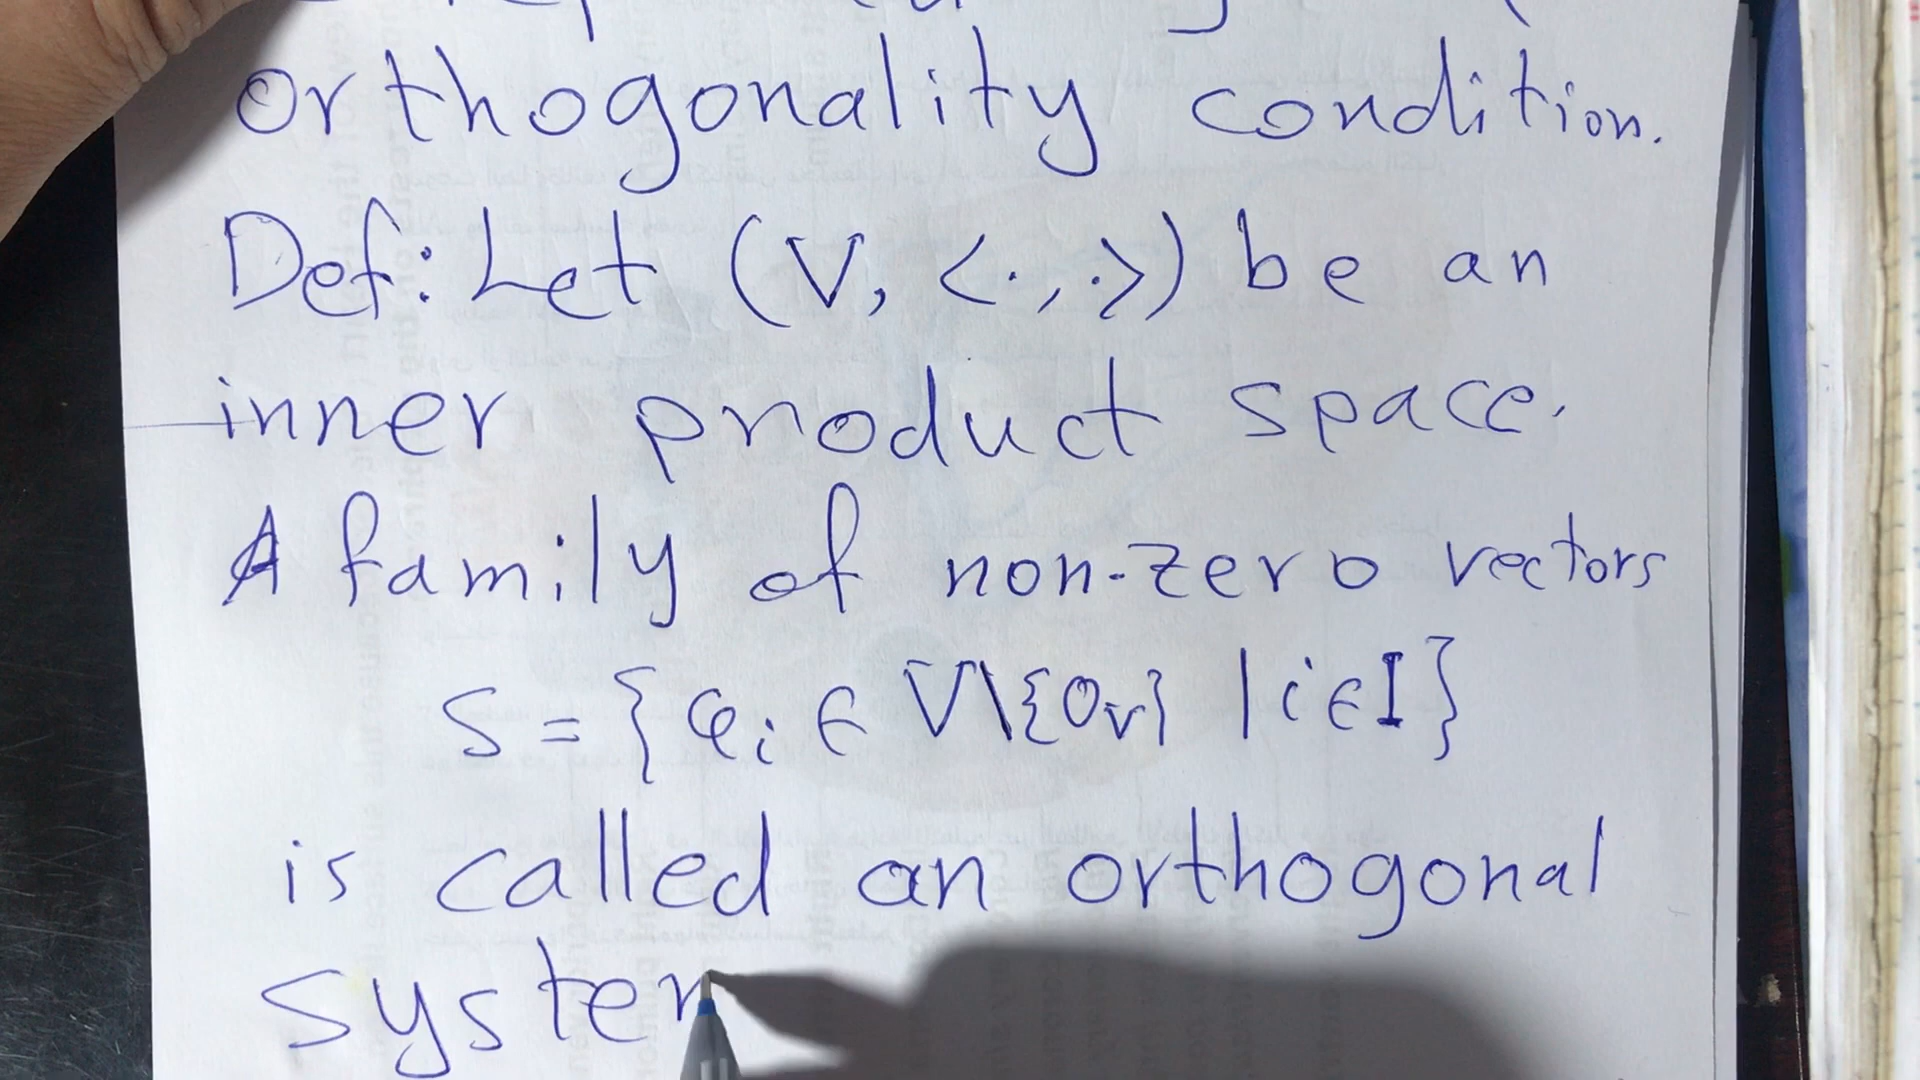 orthogonality condition.
Def: Let (V, <·,·>) be an
inner product space.
A family of non-zero vectors
S = { φᵢ ∈ V\{0ᵥ} | i ∈ I }
is called an orthogonal
system